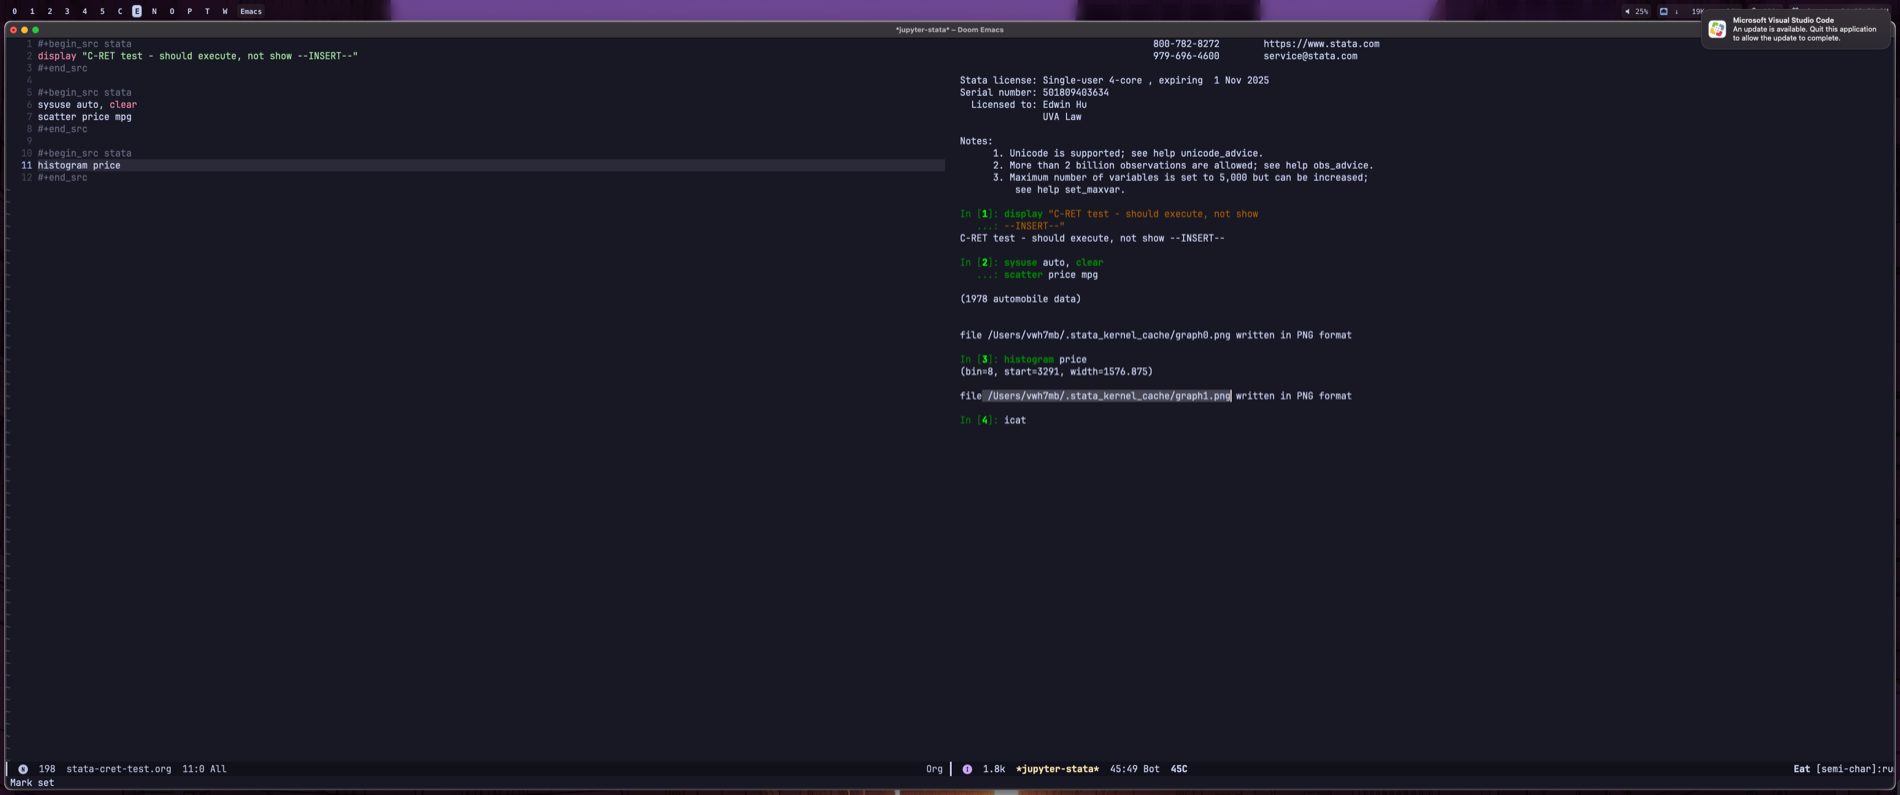 0 1 2 3 4 5 C E N O P T W Emacs
25% ↓ 19K
Microsoft Visual Studio Code
An update is available. Quit this application
to allow the update to complete.
*jupyter-stata* – Doom Emacs
1 #+begin_src stata
2 display "C-RET test - should execute, not show --INSERT--"
3 #+end_src
4
5 #+begin_src stata
6 sysuse auto, clear
7 scatter price mpg
8 #+end_src
9
10 #+begin_src stata
11 histogram price
12 #+end_src
800-782-8272 https://www.stata.com
979-696-4600 service@stata.com
Stata license: Single-user 4-core , expiring 1 Nov 2025
Serial number: 501809403634
Licensed to: Edwin Hu
UVA Law
Notes:
1. Unicode is supported; see help unicode_advice.
2. More than 2 billion observations are allowed; see help obs_advice.
3. Maximum number of variables is set to 5,000 but can be increased;
see help set_maxvar.
In [1]: display "C-RET test - should execute, not show
...: --INSERT--"
C-RET test - should execute, not show --INSERT--
In [2]: sysuse auto, clear
...: scatter price mpg
(1978 automobile data)
file /Users/vwh7mb/.stata_kernel_cache/graph0.png written in PNG format
In [3]: histogram price
(bin=8, start=3291, width=1576.875)
file /Users/vwh7mb/.stata_kernel_cache/graph1.png written in PNG format
In [4]: icat
N 198 stata-cret-test.org 11:0 All Org
I 1.8k *jupyter-stata* 45:49 Bot 45C Eat [semi-char]:ru
Mark set